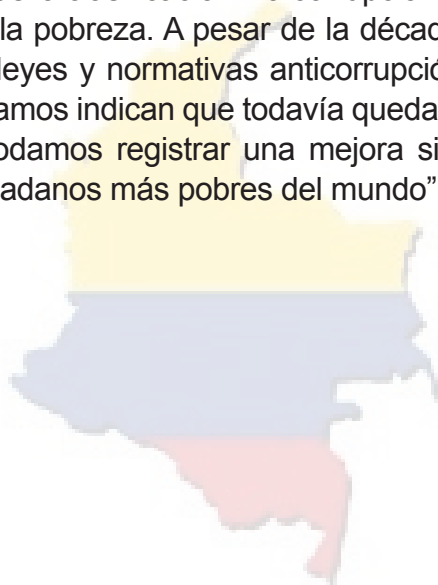 la pobreza. A pesar de la décad
leyes y normativas anticorrupció
amos indican que todavía queda
odamos registrar una mejora si
adanos más pobres del mundo”